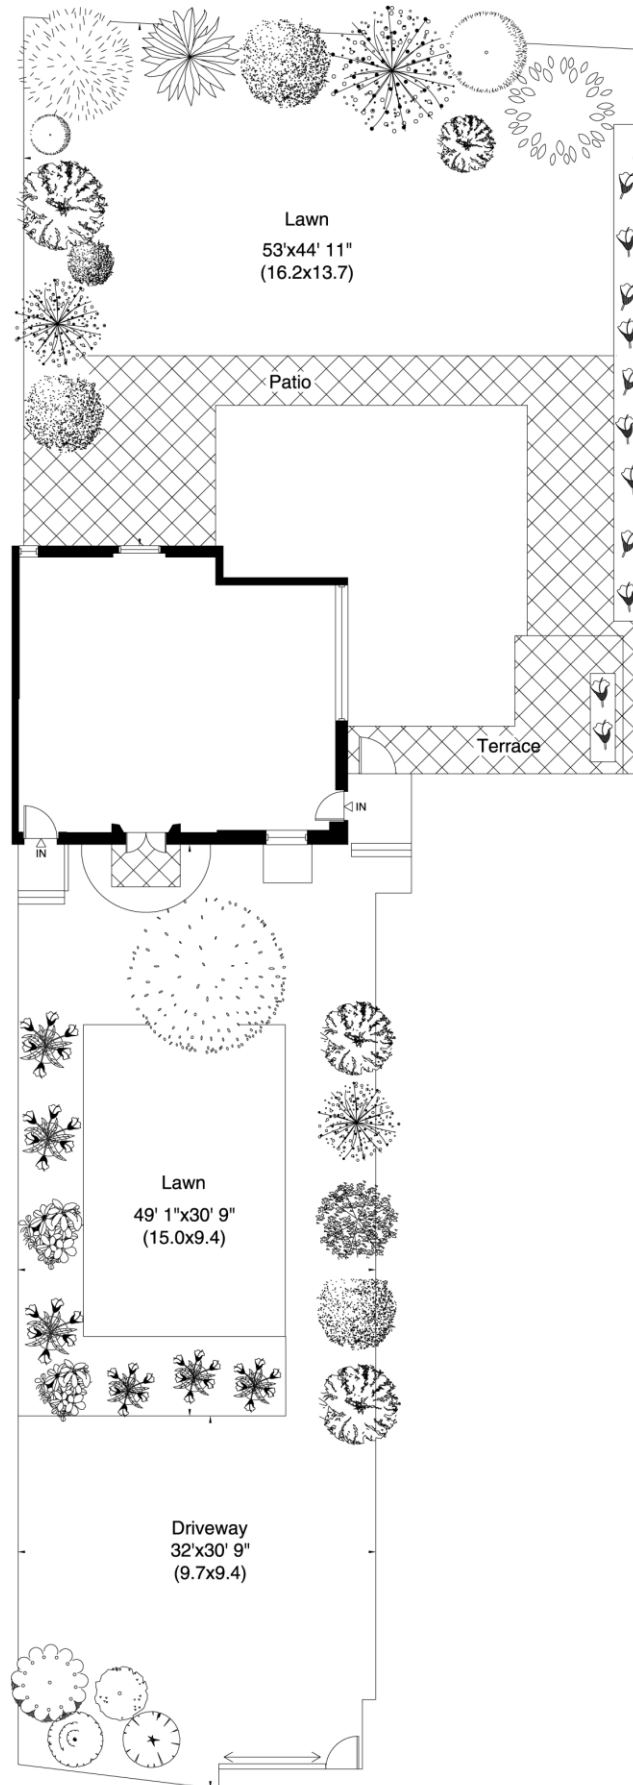 Lawn
53'x44' 11"
(16.2x13.7)
Patio
Terrace
IN
IN
Lawn
49' 1"x30' 9"
(15.0x9.4)
Driveway
32'x30' 9"
(9.7x9.4)